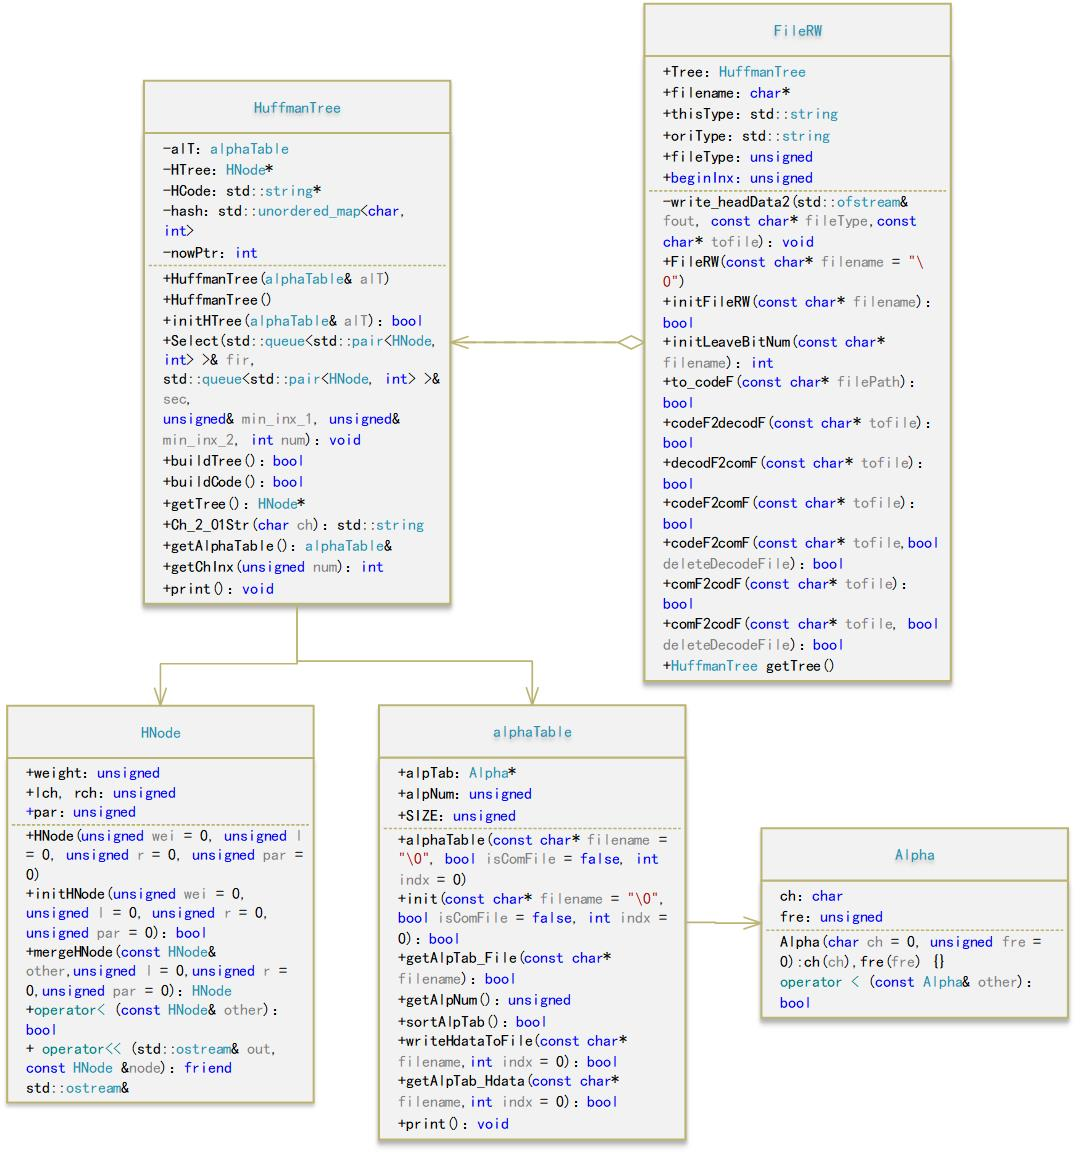 FileRW
+Tree: HuffmanTree
+filename: char*
+thisType: std::string
+oriType: std::string
+fileType: unsigned
+beginInx: unsigned
-write_headData2(std::ofstream&
fout, const char* fileType,const
char* tofile): void
+FileRW(const char* filename = "\
0")
+initFileRW(const char* filename):
bool
+initLeaveBitNum(const char*
filename): int
+to_codeF(const char* filePath):
bool
+codeF2decodF(const char* tofile):
bool
+decodF2comF(const char* tofile):
bool
+codeF2comF(const char* tofile):
bool
+codeF2comF(const char* tofile,bool
deleteDecodeFile): bool
+comF2codF(const char* tofile):
bool
+comF2codF(const char* tofile, bool
deleteDecodeFile): bool
+HuffmanTree getTree()
HuffmanTree
-alT: alphaTable
-HTree: HNode*
-HCode: std::string*
-hash: std::unordered_map<char,
int>
-nowPtr: int
+HuffmanTree(alphaTable& alT)
+HuffmanTree()
+initHTree(alphaTable& alT): bool
+Select(std::queue<std::pair<HNode,
int> >& fir,
std::queue<std::pair<HNode, int> >&
sec,
unsigned& min_inx_1, unsigned&
min_inx_2, int num): void
+buildTree(): bool
+buildCode(): bool
+getTree(): HNode*
+Ch_2_01Str(char ch): std::string
+getAlphaTable(): alphaTable&
+getChInx(unsigned num): int
+print(): void
HNode
+weight: unsigned
+lch, rch: unsigned
+par: unsigned
+HNode(unsigned wei = 0, unsigned l
= 0, unsigned r = 0, unsigned par =
0)
+initHNode(unsigned wei = 0,
unsigned l = 0, unsigned r = 0,
unsigned par = 0): bool
+mergeHNode(const HNode&
other,unsigned l = 0,unsigned r =
0,unsigned par = 0): HNode
+operator< (const HNode& other):
bool
+ operator<< (std::ostream& out,
const HNode &node): friend
std::ostream&
alphaTable
+alpTab: Alpha*
+alpNum: unsigned
+SIZE: unsigned
+alphaTable(const char* filename =
"\0", bool isComFile = false, int
indx = 0)
+init(const char* filename = "\0",
bool isComFile = false, int indx =
0): bool
+getAlpTab_File(const char*
filename): bool
+getAlpNum(): unsigned
+sortAlpTab(): bool
+writeHdataToFile(const char*
filename,int indx = 0): bool
+getAlpTab_Hdata(const char*
filename,int indx = 0): bool
+print(): void
Alpha
ch: char
fre: unsigned
Alpha(char ch = 0, unsigned fre =
0):ch(ch),fre(fre) {}
operator < (const Alpha& other):
bool